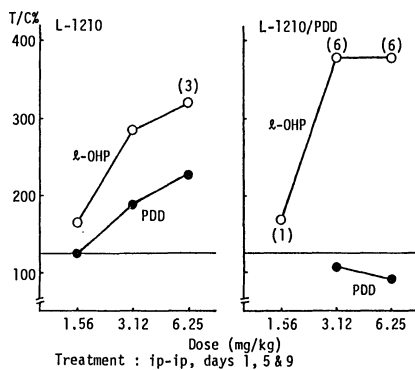 T/C%
L-1210
L-1210/PDD
400
300
200
100
(3)
ℓ-OHP
PDD
(6)
(6)
ℓ-OHP
(1)
PDD
1.56 3.12 6.25 1.56 3.12 6.25
Dose (mg/kg)
Treatment : ip-ip, days 1, 5 & 9